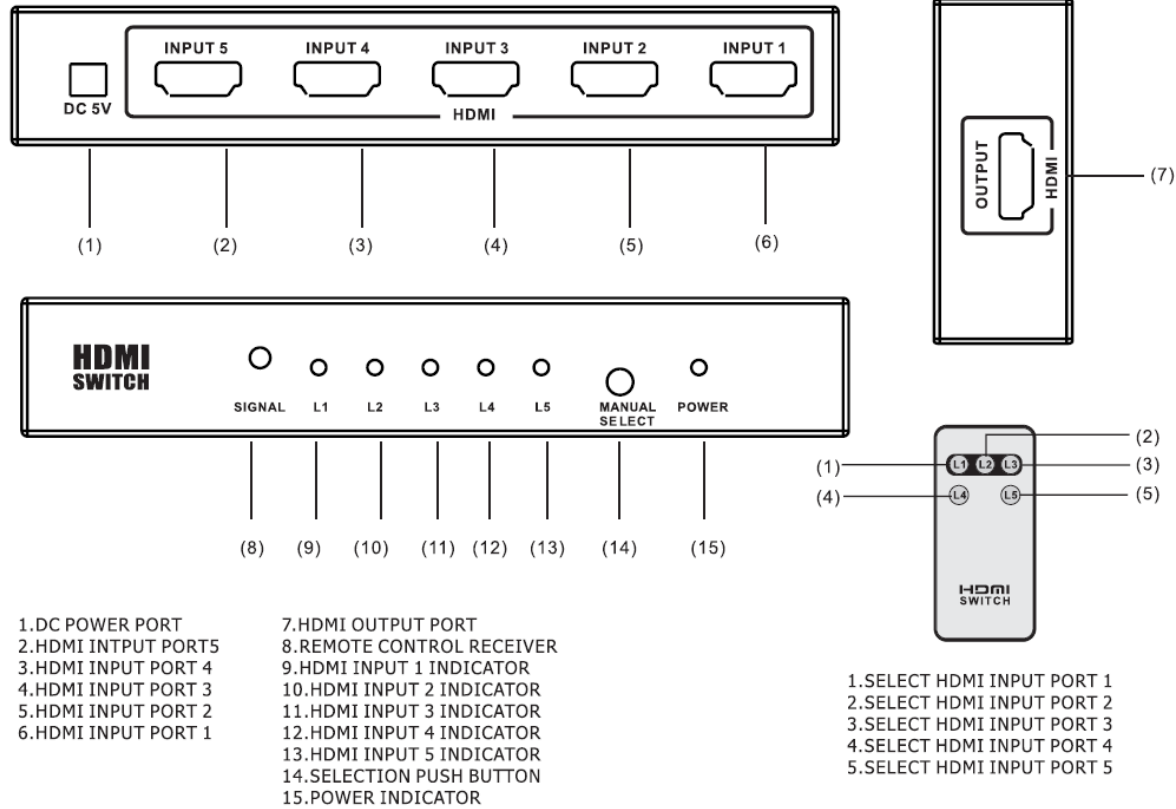 INPUT 5 INPUT 4 INPUT 3 INPUT 2 INPUT 1
DC 5V
HDMI
(1) (2) (3) (4) (5) (6)
OUTPUT
HDMI
(7)
HDMI
SWITCH
SIGNAL L1 L2 L3 L4 L5 MANUAL SELECT POWER
(8) (9) (10) (11) (12) (13) (14) (15)
(1) L1 L2 L3 (2)
(3)
(4) L4 L5 (5)
HDMI
SWITCH
1.DC POWER PORT
2.HDMI INTPUT PORT5
3.HDMI INPUT PORT 4
4.HDMI INPUT PORT 3
5.HDMI INPUT PORT 2
6.HDMI INPUT PORT 1
7.HDMI OUTPUT PORT
8.REMOTE CONTROL RECEIVER
9.HDMI INPUT 1 INDICATOR
10.HDMI INPUT 2 INDICATOR
11.HDMI INPUT 3 INDICATOR
12.HDMI INPUT 4 INDICATOR
13.HDMI INPUT 5 INDICATOR
14.SELECTION PUSH BUTTON
15.POWER INDICATOR
1.SELECT HDMI INPUT PORT 1
2.SELECT HDMI INPUT PORT 2
3.SELECT HDMI INPUT PORT 3
4.SELECT HDMI INPUT PORT 4
5.SELECT HDMI INPUT PORT 5